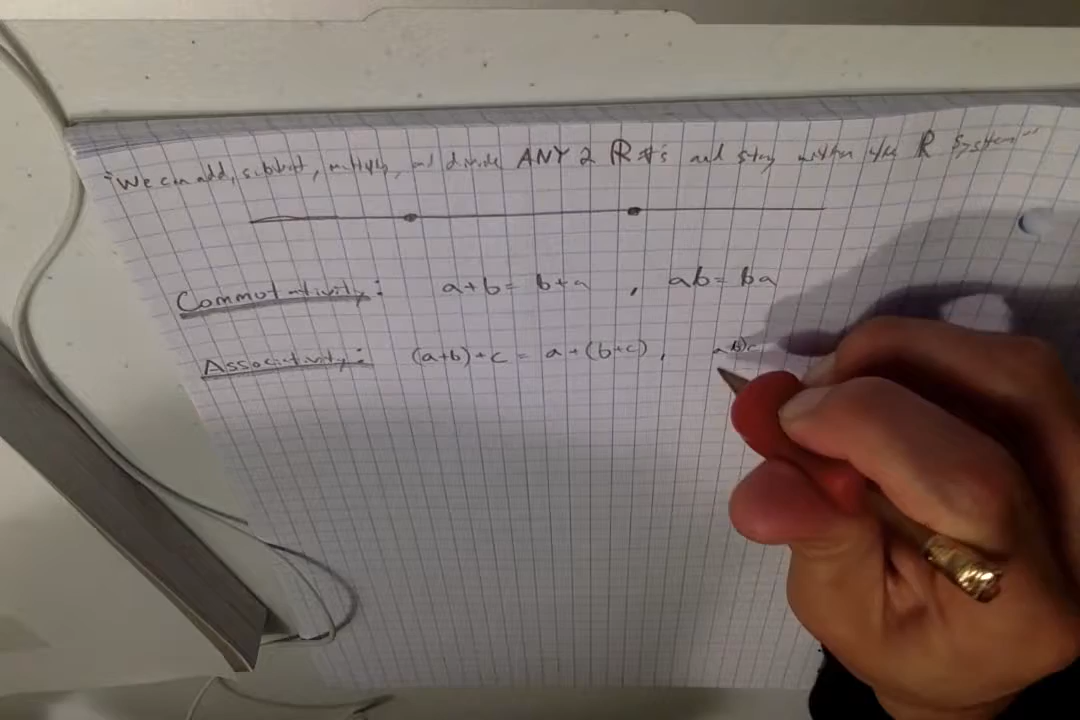 "We can add, subtract, multiply, and divide ANY 2 ℝ #'s and stay within the ℝ System"
Commutativity: a+b = b+a , ab = ba
Associativity: (a+b)+c = a+(b+c) ,